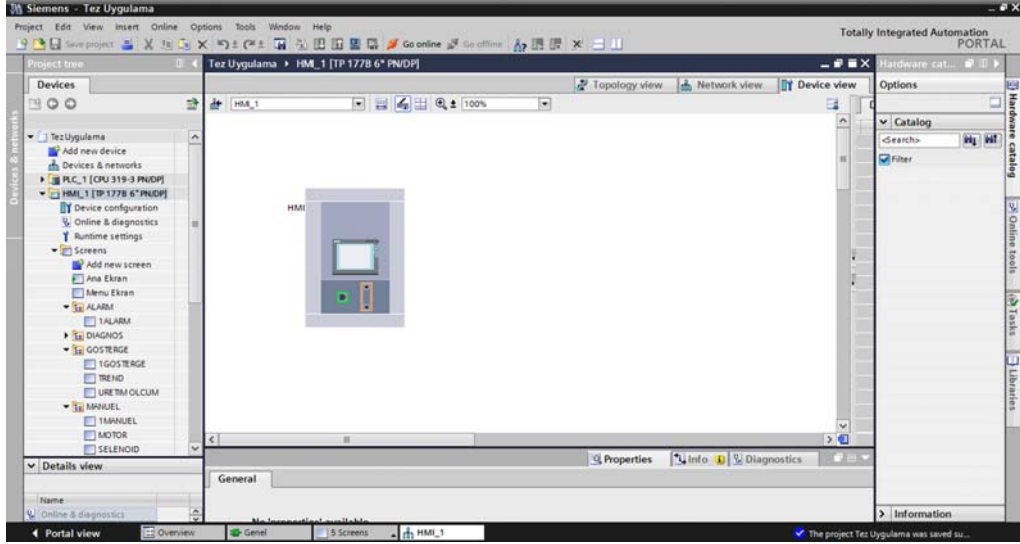 Siemens - Tez Uygulama
Project Edit View Insert Online Options Tools Window Help
Save project
Go online
Go offline
Totally Integrated Automation
PORTAL
Project tree
Tez Uygulama HMI_1 [TP 177B 6" PN/DP]
Hardware cat...
Devices
Topology view
Network view
Device view
Options
HMI_1
100%
Catalog
<Search>
Filter
Tez Uygulama
Add new device
Devices & networks
PLC_1 [CPU 319-3 PN/DP]
HMI_1 [TP 177B 6" PN/DP]
Device configuration
Online & diagnostics
Runtime settings
Screens
Add new screen
Ana Ekran
Menu Ekran
ALARM
1ALARM
DIAGNOS
GOSTERGE
1GOSTERGE
TREND
URETIM OLCUM
MANUEL
1MANUEL
MOTOR
SELENOID
HMI
Devices & networks
Hardware catalog
Online tools
Tasks
Libraries
Details view
Name
Online & diagnostics
Properties
Info
Diagnostics
General
No 'properties' available
Information
Portal view
Overview
Genel
5 Screens
HMI_1
The project Tez Uygulama was saved su...